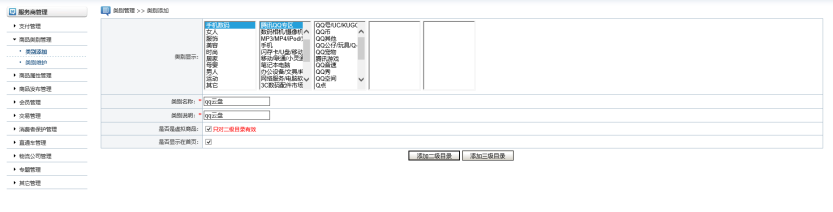 服务商管理
支付管理
商品类别管理
类别添加
类别维护
商品属性管理
商品发布管理
会员管理
交易管理
消费者保护管理
直通车管理
物流公司管理
专题管理
其它管理
类别管理 >> 类别添加
类别显示:
手机数码
女人
服饰
美容
时尚
居家
母婴
男人
运动
其它
腾讯QQ专区
数码相机/摄像机
MP3/MP4/iPod/
手机
闪存卡/U盘/移动
移动/联通/小灵通
笔记本电脑
办公设备/文具/
网络服务/电脑软
3C数码配件市场
QQ号/UC/KUGC
QQ币
QQ其他
QQ公仔/玩具/Q-
QQ宠物
腾讯游戏
QQ音速
QQ秀
QQ空间
Q点
类别名称: * qq云盘
类别说明: * qq云盘
是否是虚拟商品: 只对二级目录有效
是否显示在首页:
添加二级目录 添加三级目录